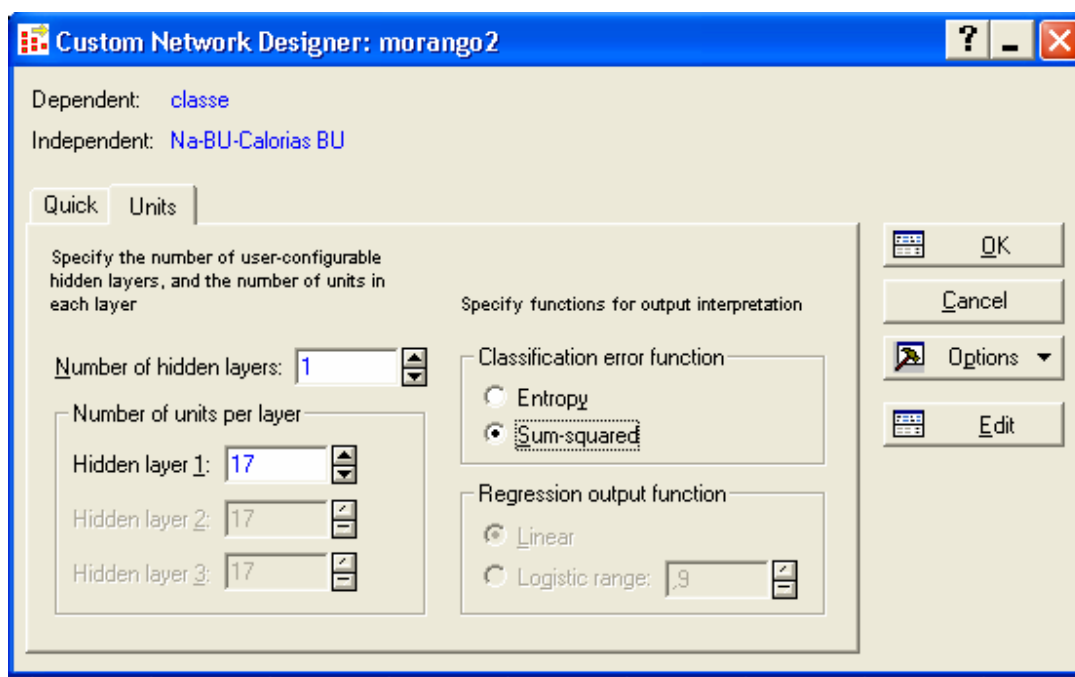 Custom Network Designer: morango2
?
Dependent: classe
Independent: Na-BU-Calorias BU
Quick
Units
Specify the number of user-configurable
hidden layers, and the number of units in
each layer
Number of hidden layers: 1
Number of units per layer
Hidden layer 1: 17
Hidden layer 2: 17
Hidden layer 3: 17
Specify functions for output interpretation
Classification error function
Entropy
Sum-squared
Regression output function
Linear
Logistic range: ,9
OK
Cancel
Options
Edit